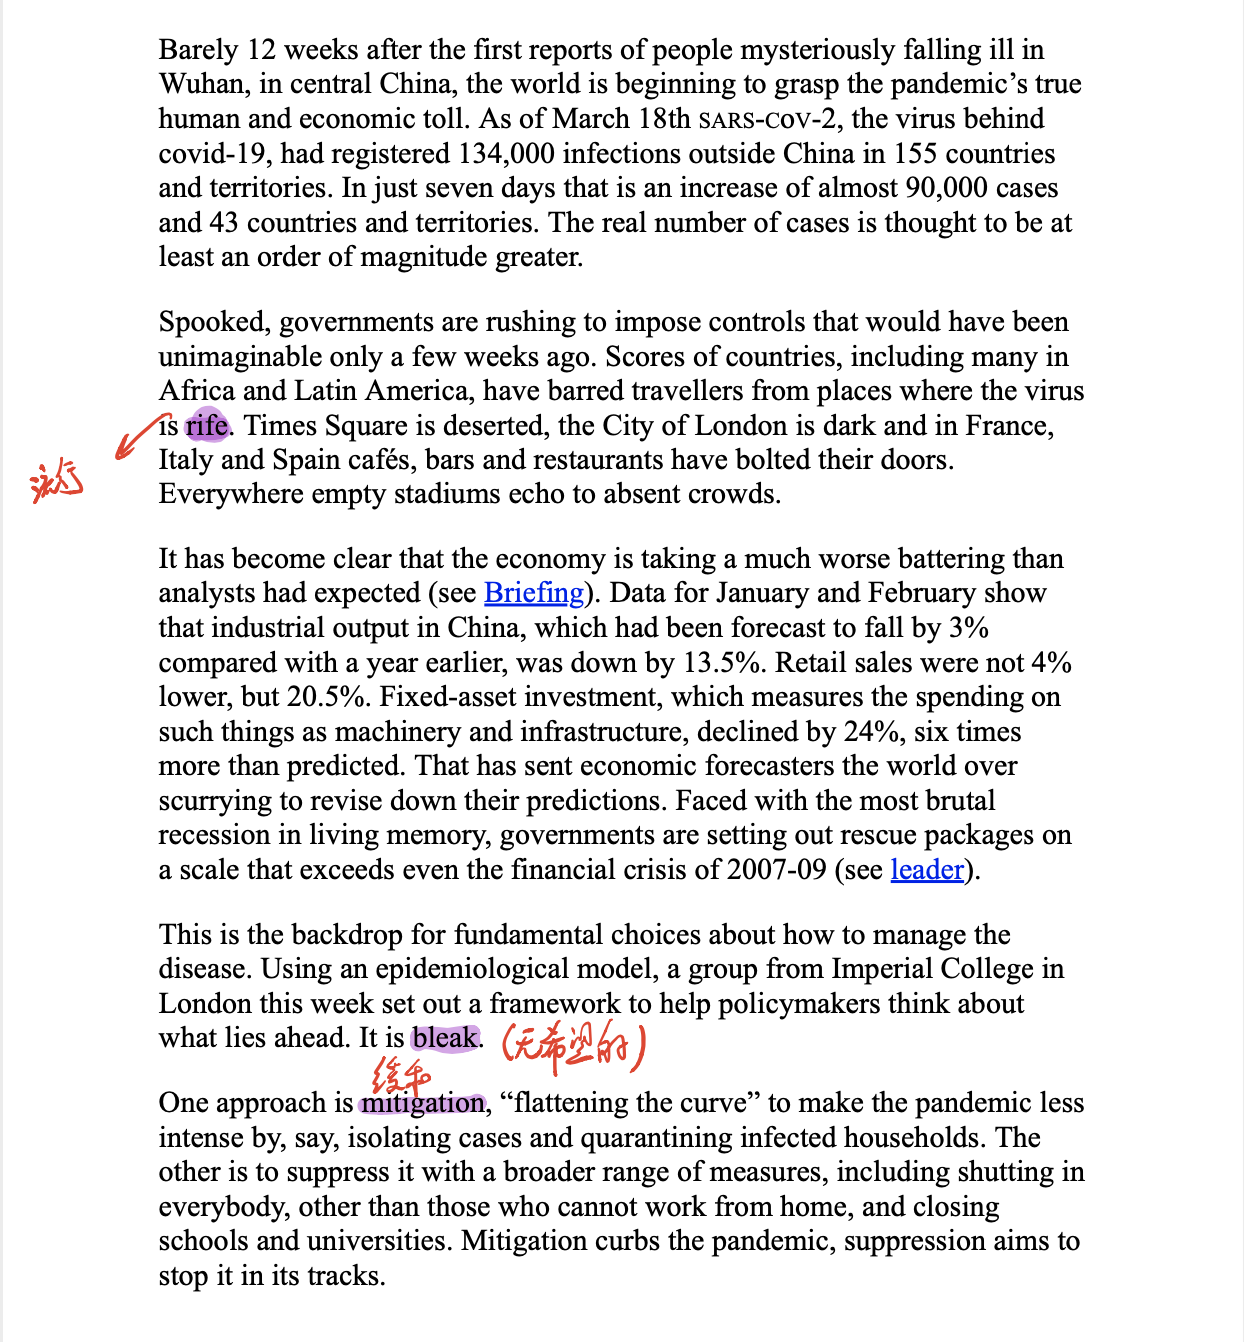 Barely 12 weeks after the first reports of people mysteriously falling ill in
Wuhan, in central China, the world is beginning to grasp the pandemic’s true
human and economic toll. As of March 18th SARS-COV-2, the virus behind
covid-19, had registered 134,000 infections outside China in 155 countries
and territories. In just seven days that is an increase of almost 90,000 cases
and 43 countries and territories. The real number of cases is thought to be at
least an order of magnitude greater.
Spooked, governments are rushing to impose controls that would have been
unimaginable only a few weeks ago. Scores of countries, including many in
Africa and Latin America, have barred travellers from places where the virus
is rife. Times Square is deserted, the City of London is dark and in France,
流行
Italy and Spain cafés, bars and restaurants have bolted their doors.
Everywhere empty stadiums echo to absent crowds.
It has become clear that the economy is taking a much worse battering than
analysts had expected (see Briefing). Data for January and February show
that industrial output in China, which had been forecast to fall by 3%
compared with a year earlier, was down by 13.5%. Retail sales were not 4%
lower, but 20.5%. Fixed-asset investment, which measures the spending on
such things as machinery and infrastructure, declined by 24%, six times
more than predicted. That has sent economic forecasters the world over
scurrying to revise down their predictions. Faced with the most brutal
recession in living memory, governments are setting out rescue packages on
a scale that exceeds even the financial crisis of 2007-09 (see leader).
This is the backdrop for fundamental choices about how to manage the
disease. Using an epidemiological model, a group from Imperial College in
London this week set out a framework to help policymakers think about
what lies ahead. It is bleak. (无希望的)
缓和
One approach is mitigation, “flattening the curve” to make the pandemic less
intense by, say, isolating cases and quarantining infected households. The
other is to suppress it with a broader range of measures, including shutting in
everybody, other than those who cannot work from home, and closing
schools and universities. Mitigation curbs the pandemic, suppression aims to
stop it in its tracks.